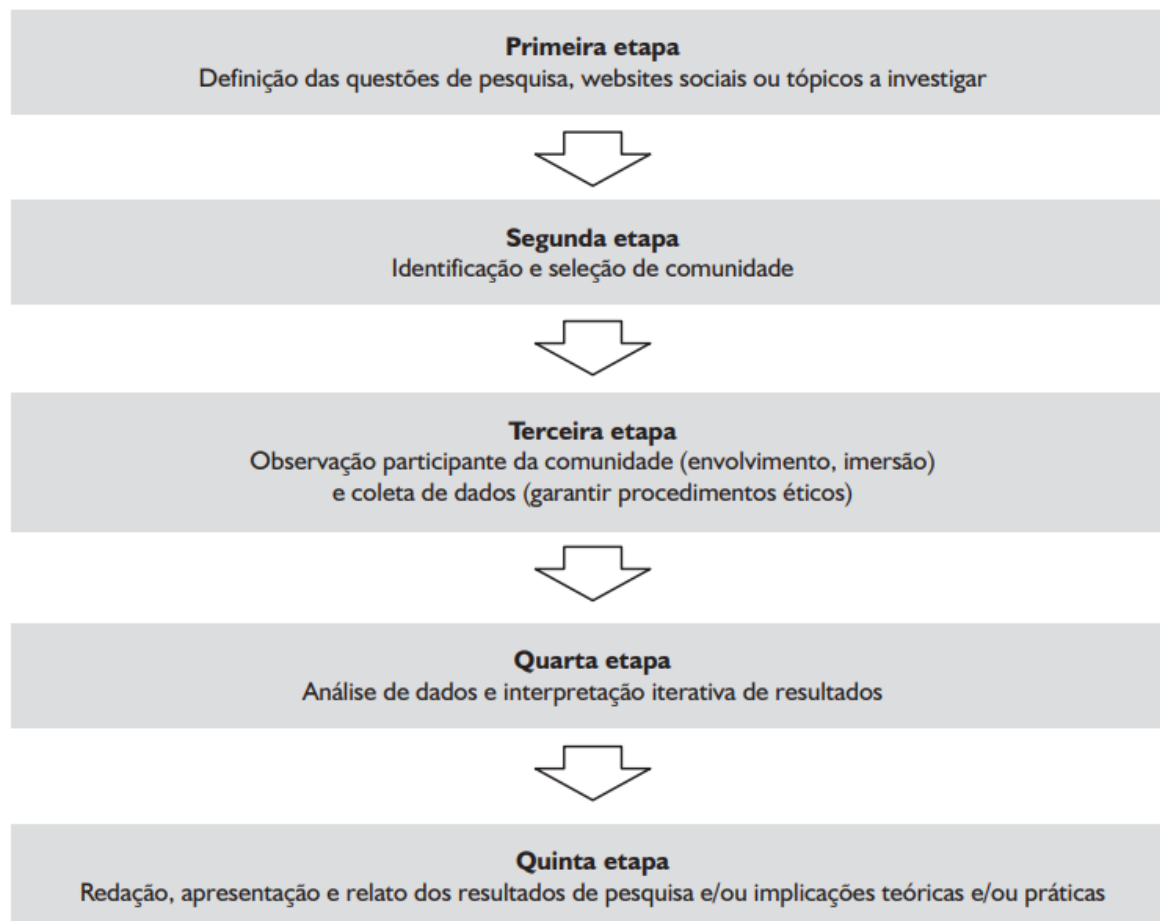 Primeira etapa
Definição das questões de pesquisa, websites sociais ou tópicos a investigar
Segunda etapa
Identificação e seleção de comunidade
Terceira etapa
Observação participante da comunidade (envolvimento, imersão)
e coleta de dados (garantir procedimentos éticos)
Quarta etapa
Análise de dados e interpretação iterativa de resultados
Quinta etapa
Redação, apresentação e relato dos resultados de pesquisa e/ou implicações teóricas e/ou práticas